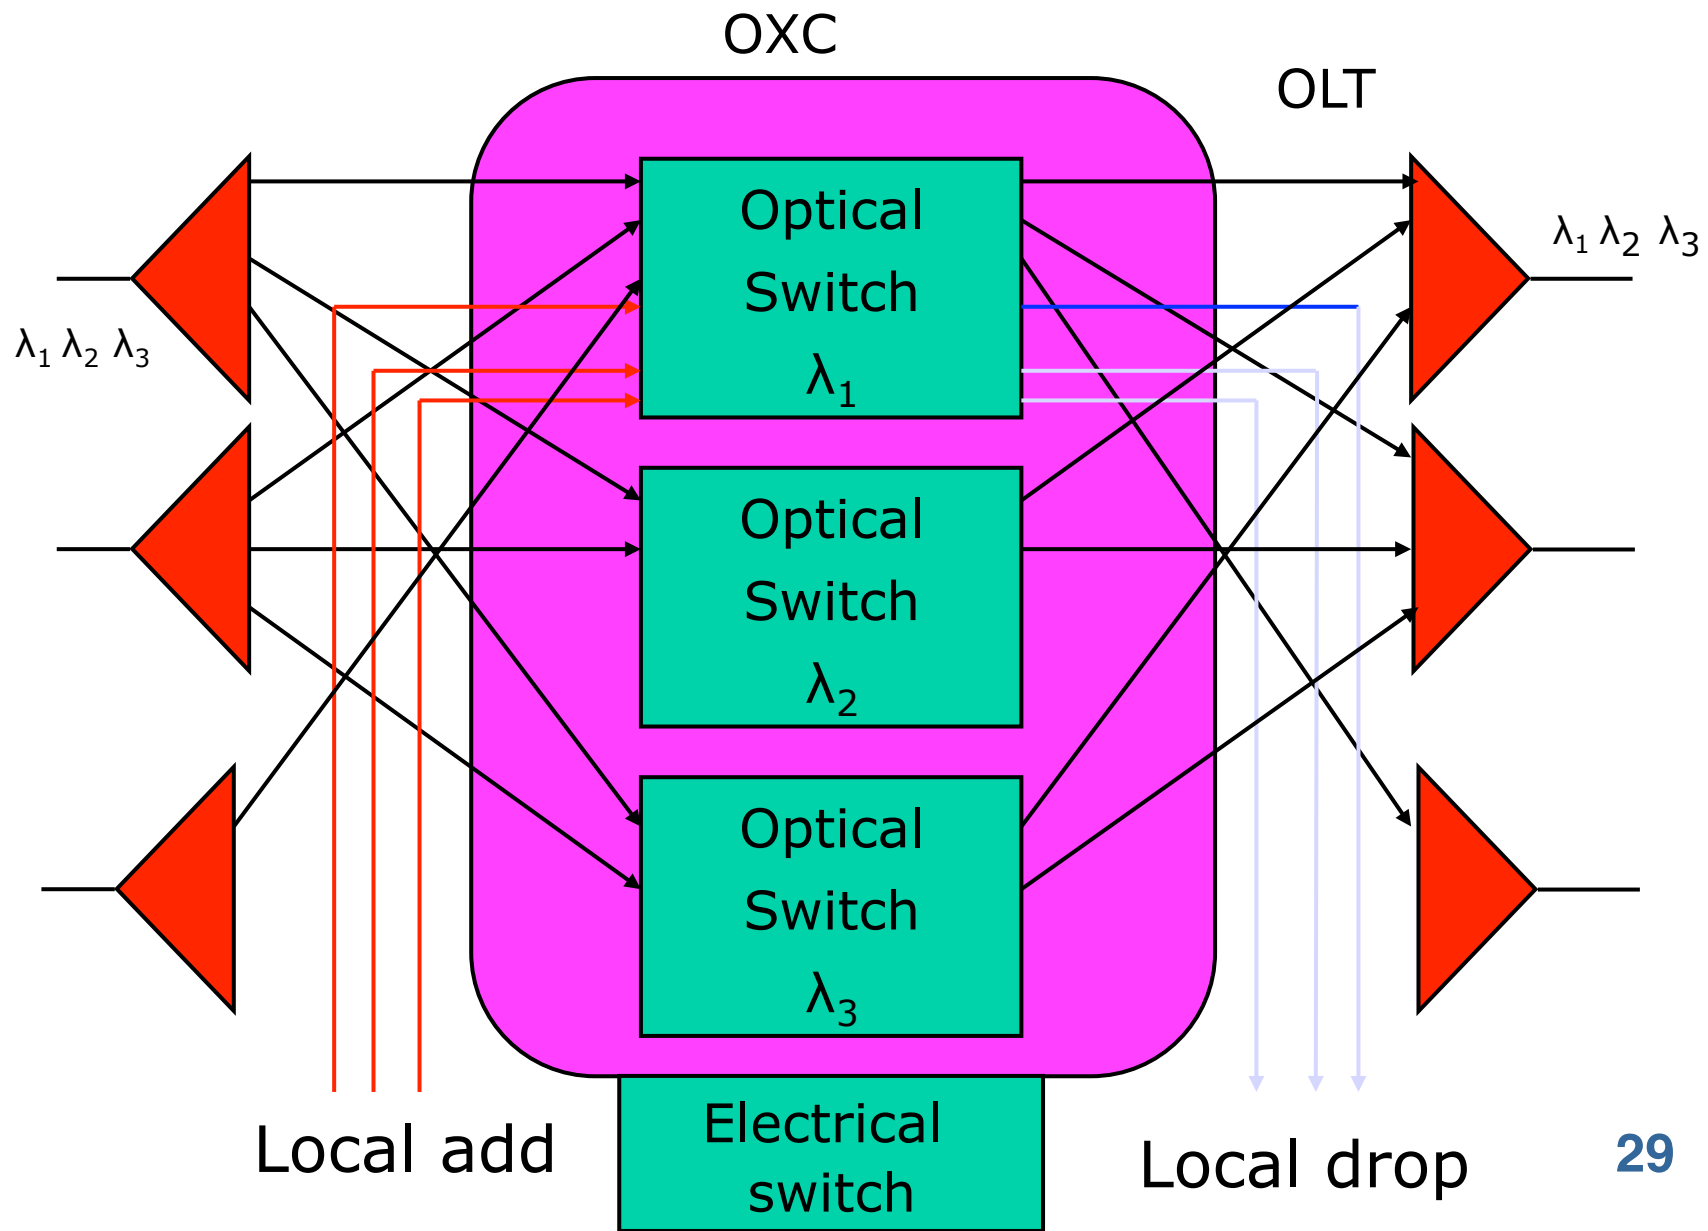 OXC
OLT
Optical
Switch
λ1
λ1 λ2 λ3
λ1 λ2 λ3
Optical
Switch
λ2
Optical
Switch
λ3
Local add
Electrical
switch
Local drop
29